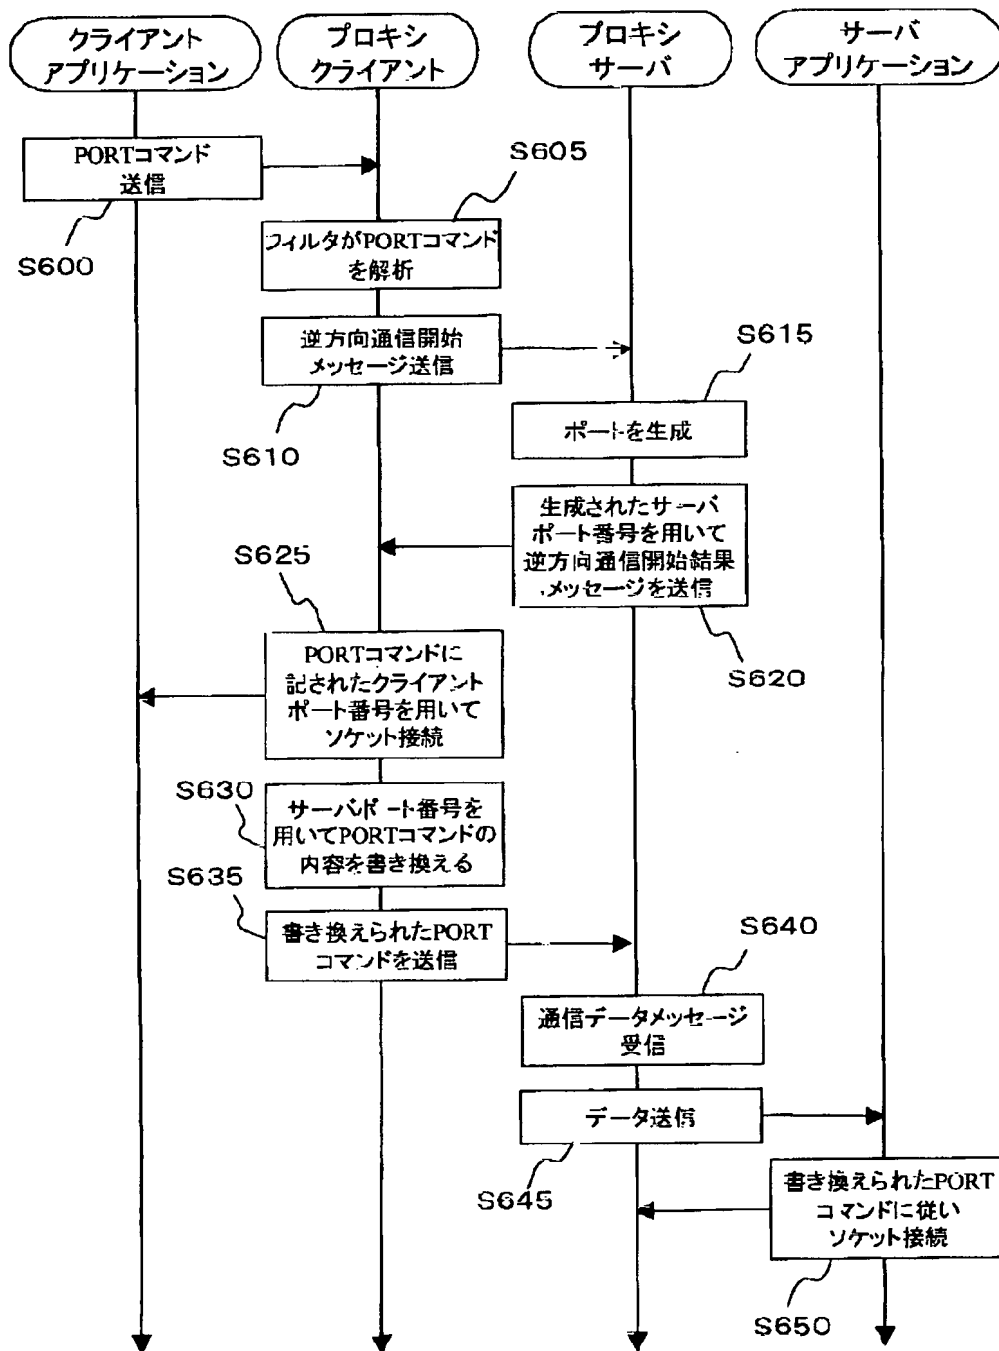 クライアント
アプリケーション
プロキシ
クライアント
プロキシ
サーバ
サーバ
アプリケーション
PORTコマンド
送信
S600
S605
フィルタがPORTコマンド
を解析
逆方向通信開始
メッセージ送信
S610
S615
ポートを生成
生成されたサーバ
ポート番号を用いて
逆方向通信開始結果
メッセージを送信
S620
S625
PORTコマンドに
記されたクライアント
ポート番号を用いて
ソケット接続
S630
サーバポート番号を
用いてPORTコマンドの
内容を書き換える
S635
書き換えられたPORT
コマンドを送信
S640
通信データメッセージ
受信
データ送信
S645
書き換えられたPORT
コマンドに従い
ソケット接続
S650